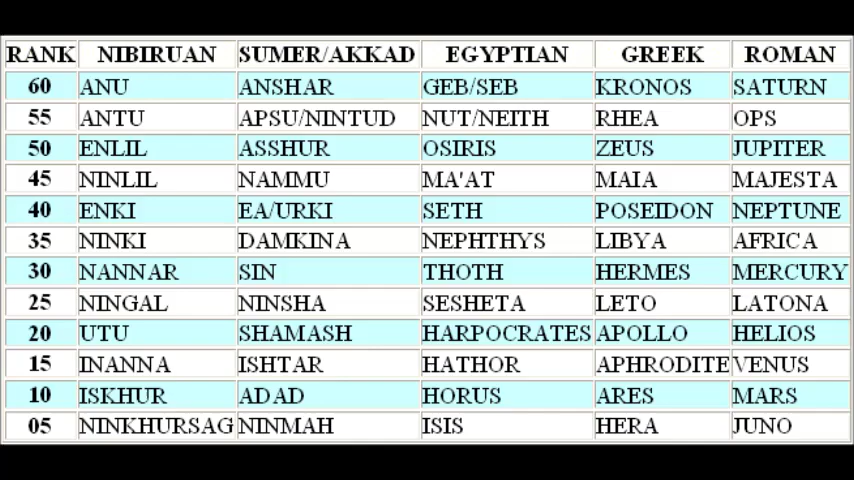 RANK NIBIRUAN SUMER/AKKAD EGYPTIAN GREEK ROMAN
60 ANU ANSHAR GEB/SEB KRONOS SATURN
55 ANTU APSU/NINTUD NUT/NEITH RHEA OPS
50 ENLIL ASSHUR OSIRIS ZEUS JUPITER
45 NINLIL NAMMU MA'AT MAIA MAJESTA
40 ENKI EA/URKI SETH POSEIDON NEPTUNE
35 NINKI DAMKINA NEPHTHYS LIBYA AFRICA
30 NANNAR SIN THOTH HERMES MERCURY
25 NINGAL NINSHA SESHETA LETO LATONA
20 UTU SHAMASH HARPOCRATES APOLLO HELIOS
15 INANNA ISHTAR HATHOR APHRODITE VENUS
10 ISKHUR ADAD HORUS ARES MARS
05 NINKHURSAG NINMAH ISIS HERA JUNO